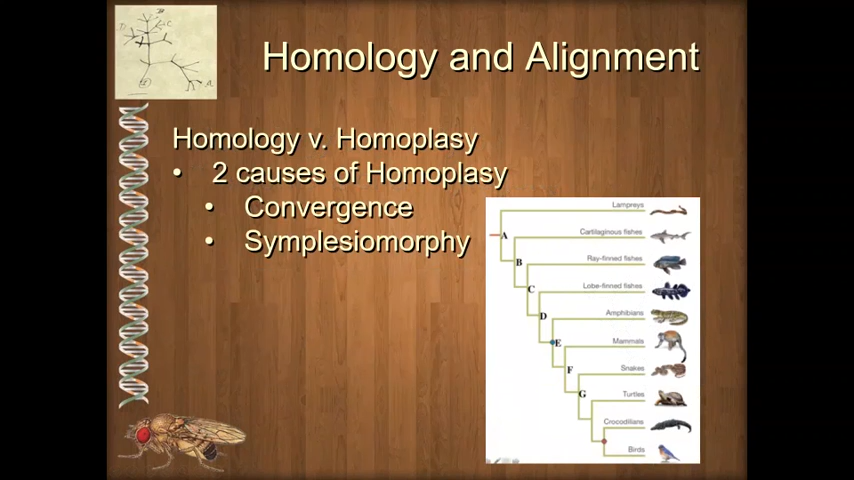 Homology and Alignment
Homology v. Homoplasy
• 2 causes of Homoplasy
• Convergence
• Symplesiomorphy
Lampreys
A
Cartilaginous fishes
B
Ray-finned fishes
C
Lobe-finned fishes
D
Amphibians
E
Mammals
F
Snakes
G
Turtles
Crocodilians
Birds